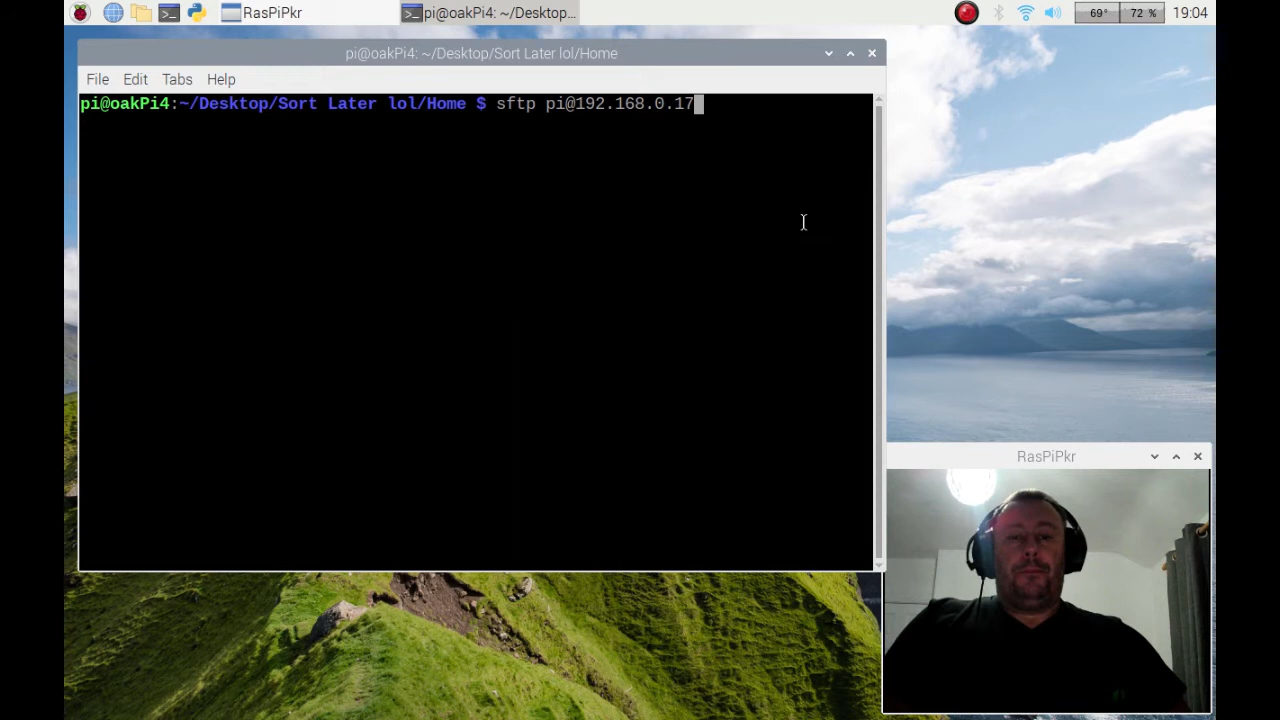 RasPiPkr
pi@oakPi4: ~/Desktop...
69° 72 % 19:04
pi@oakPi4: ~/Desktop/Sort Later lol/Home
File Edit Tabs Help
pi@oakPi4:~/Desktop/Sort Later lol/Home $ sftp pi@192.168.0.17
RasPiPkr